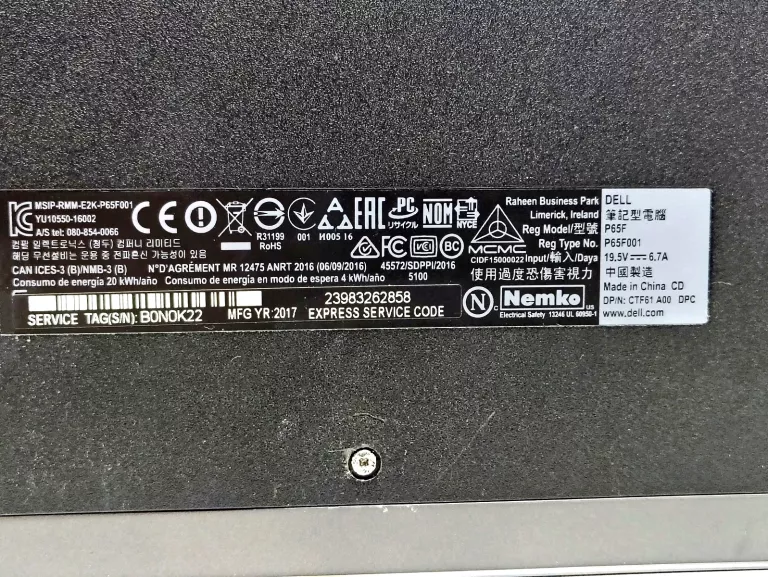 MSIP-RMM-E2K-P65F001
YU10550-16002
A/S tel: 080-854-0066
컴팔 일렉트로닉스 (청두) 컴퍼니 리미티드
해당 무선설비는 운용 중 전파혼신 가능성이 있음
R31199
RoHS
001
И005 16
EAC
PC
リサイクル
NOM
NYCE
FC
VCI
BC
MCMC
CIDF15000022
CAN ICES-3 (B)/NMB-3 (B)
N°D'AGRÉMENT MR 12475 ANRT 2016 (06/09/2016)
45572/SDPPI/2016
Consumo de energía 20 kWh/año
Consumo de energía en modo de espera 4 kWh/año
5100
SERVICE TAG(S/N): B0N0K22
MFG YR:2017
23983262858
EXPRESS SERVICE CODE
Raheen Business Park
Limerick, Ireland
Reg Model/型號
Reg Type No.
Input/輸入/Daya
使用過度恐傷害視力
N
Nemko
US
Electrical Safety 13246 UL 60950-1
DELL
筆記型電腦
P65F
P65F001
19.5V⎓ 6.7A
中國製造
Made in China CD
DP/N: CTF61 A00 DPC
www.dell.com